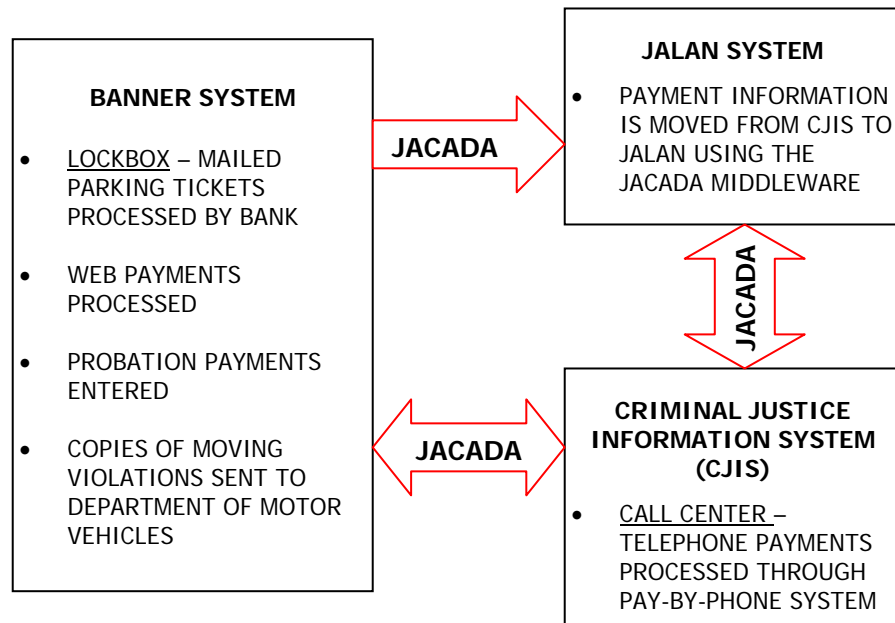 BANNER SYSTEM
• LOCKBOX – MAILED
PARKING TICKETS
PROCESSED BY BANK
• WEB PAYMENTS
PROCESSED
• PROBATION PAYMENTS
ENTERED
• COPIES OF MOVING
VIOLATIONS SENT TO
DEPARTMENT OF MOTOR
VEHICLES
JACADA
JALAN SYSTEM
• PAYMENT INFORMATION
IS MOVED FROM CJIS TO
JALAN USING THE
JACADA MIDDLEWARE
JACADA
JACADA
CRIMINAL JUSTICE
INFORMATION SYSTEM
(CJIS)
• CALL CENTER –
TELEPHONE PAYMENTS
PROCESSED THROUGH
PAY-BY-PHONE SYSTEM